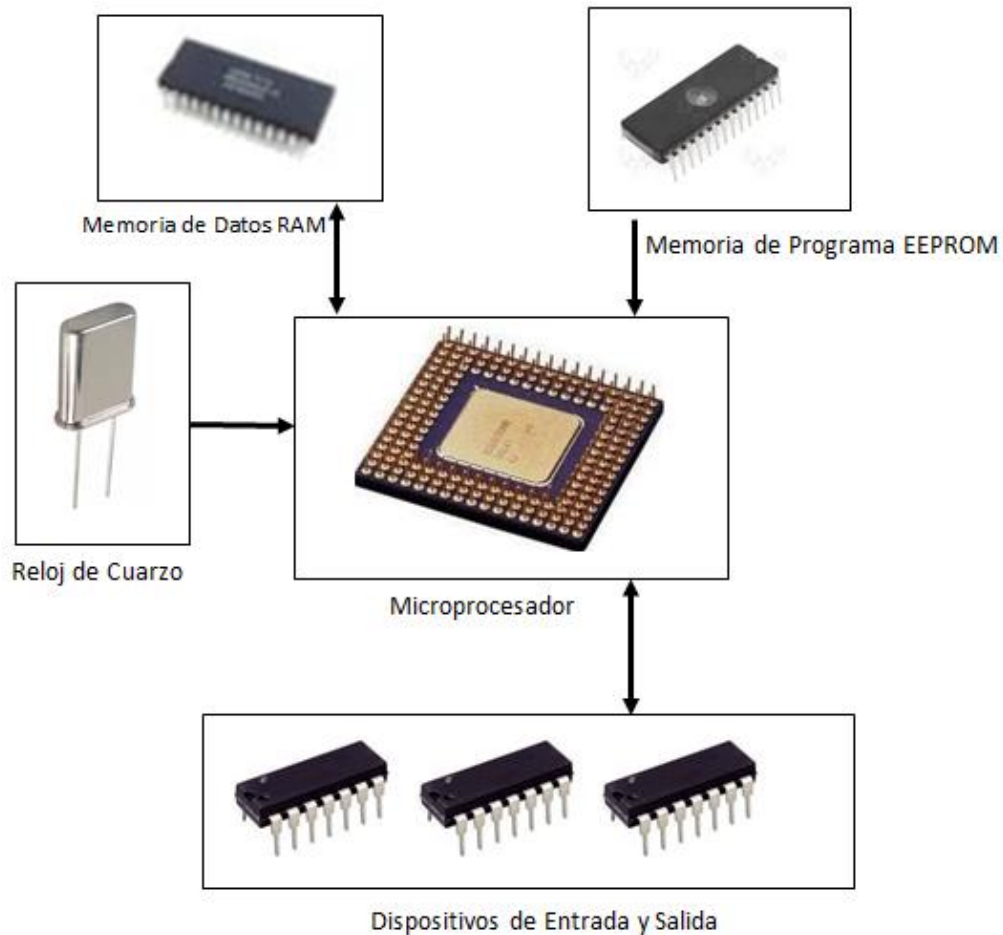 Memoria de Datos RAM
Memoria de Programa EEPROM
Reloj de Cuarzo
Microprocesador
Dispositivos de Entrada y Salida